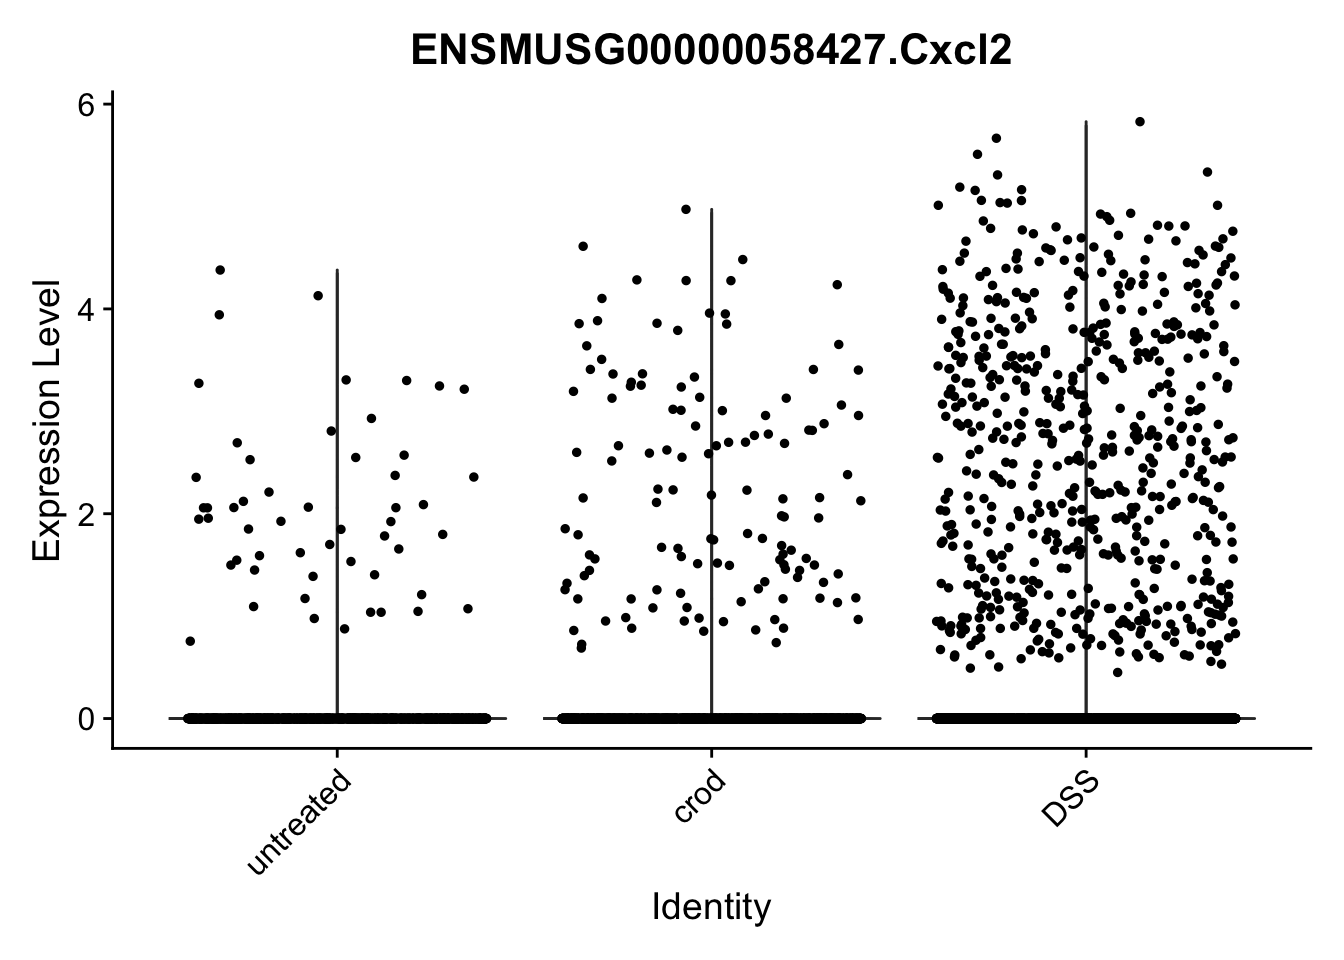 ENSMUSG00000058427.Cxcl2
6
4
2
0
Expression Level
untreated
crod
DSS
Identity